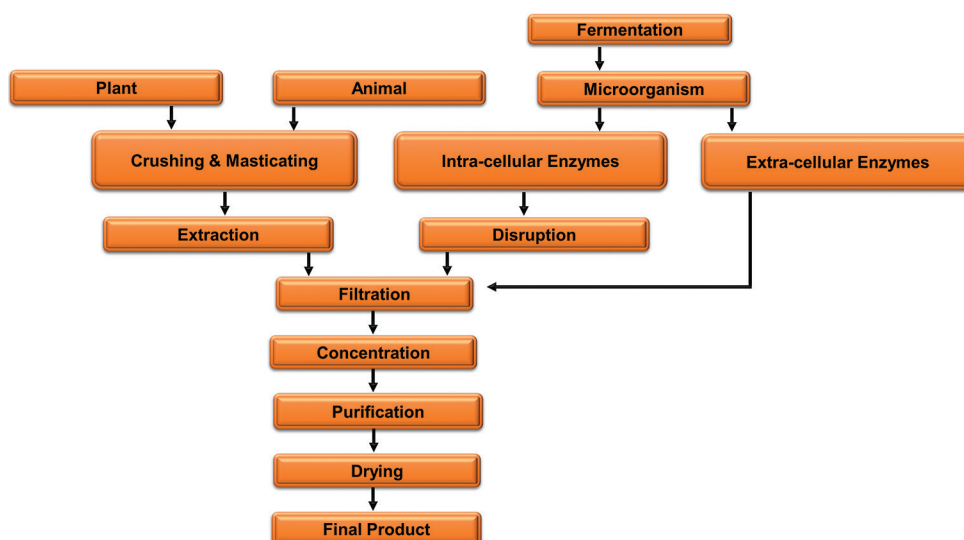 Fermentation
Plant
Animal
Microorganism
Crushing & Masticating
Intra-cellular Enzymes
Extra-cellular Enzymes
Extraction
Disruption
Filtration
Concentration
Purification
Drying
Final Product